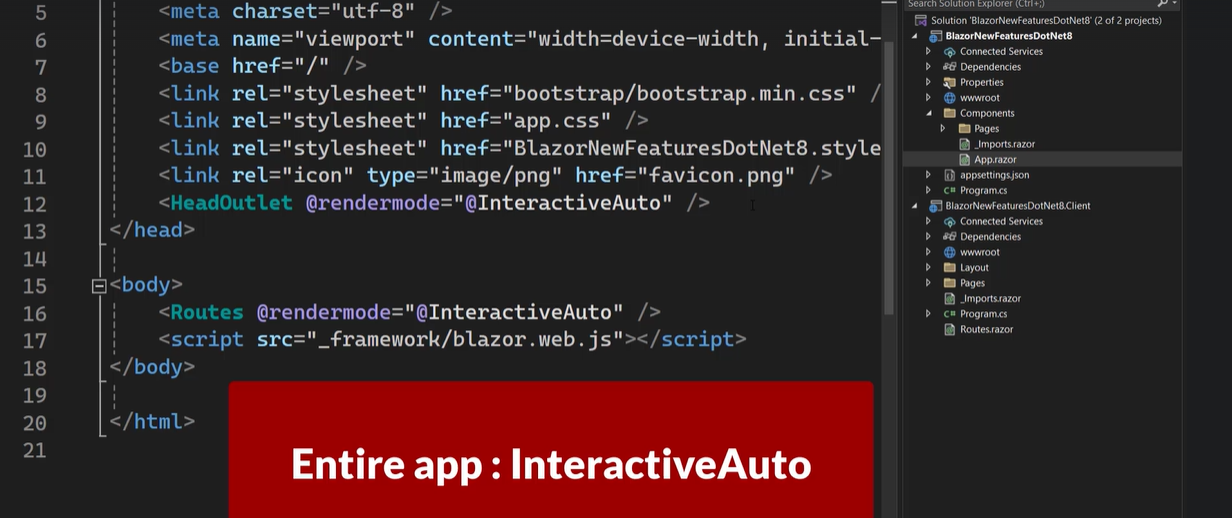 5 <meta charset="utf-8" />
6 <meta name="viewport" content="width=device-width, initial-
7 <base href="/" />
8 <link rel="stylesheet" href="bootstrap/bootstrap.min.css" /
9 <link rel="stylesheet" href="app.css" />
10 <link rel="stylesheet" href="BlazorNewFeaturesDotNet8.style
11 <link rel="icon" type="image/png" href="favicon.png" />
12 <HeadOutlet @rendermode="@InteractiveAuto" />
13 </head>
14
15 <body>
16 <Routes @rendermode="@InteractiveAuto" />
17 <script src="_framework/blazor.web.js"></script>
18 </body>
19
20 </html>
21
Entire app : InteractiveAuto
Search Solution Explorer (Ctrl+;)
Solution 'BlazorNewFeaturesDotNet8' (2 of 2 projects)
BlazorNewFeaturesDotNet8
Connected Services
Dependencies
Properties
wwwroot
Components
Pages
_Imports.razor
App.razor
appsettings.json
C# Program.cs
BlazorNewFeaturesDotNet8.Client
Connected Services
Dependencies
wwwroot
Layout
Pages
_Imports.razor
C# Program.cs
Routes.razor